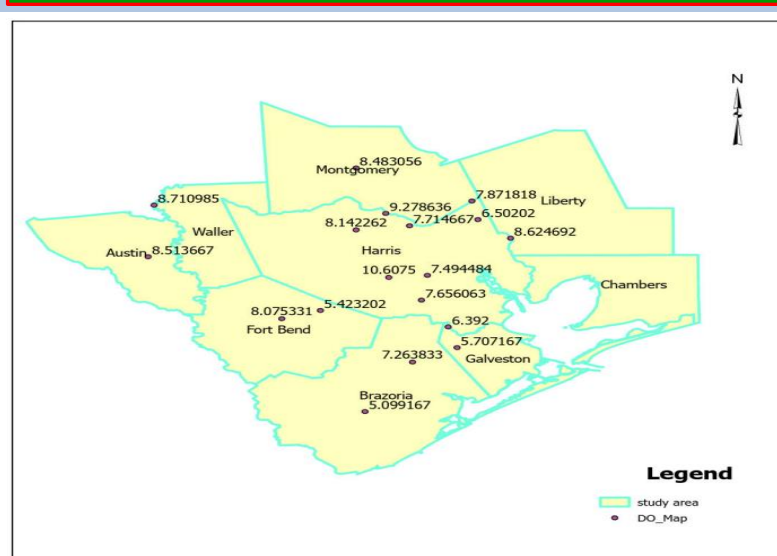 N
8.483056
Montgomery
8.710985
7.871818
Liberty
9.278636
6.50202
Waller
8.142262
7.714667
8.624692
Austin
8.513667
Harris
10.6075
7.494484
Chambers
7.656063
5.423202
8.075331
Fort Bend
6.392
5.707167
7.263833
Galveston
Brazoria
5.099167
Legend
study area
DO_Map